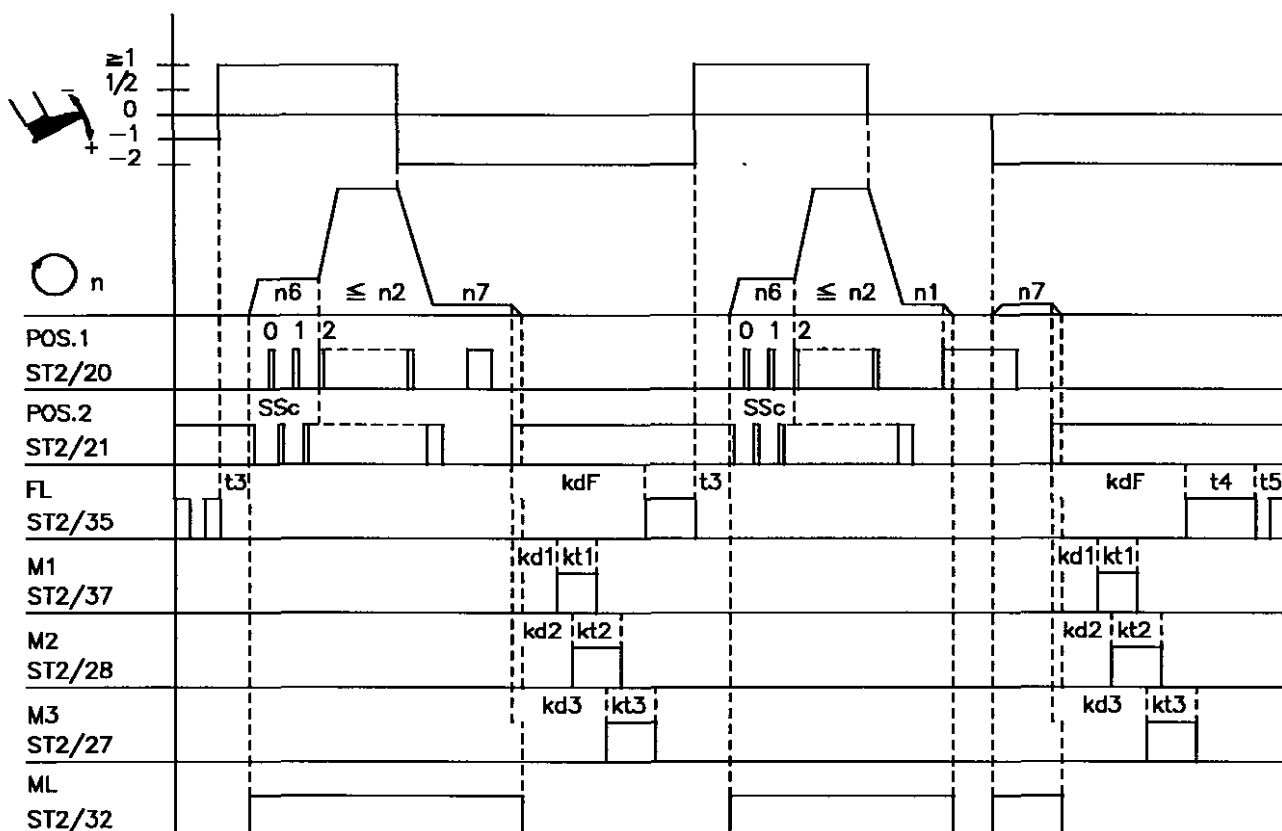 ≧1
1/2
0
−1
−2
−
+
n
n6 ≦ n2 n7 n6 ≦ n2 n1 n7
POS.1 0 1 2 0 1 2
ST2/20
POS.2 SSc SSc
ST2/21
FL t3 kdF t3 kdF t4 t5
ST2/35
M1 kd1 kt1 kd1 kt1
ST2/37
M2 kd2 kt2 kd2 kt2
ST2/28
M3 kd3 kt3 kd3 kt3
ST2/27
ML
ST2/32